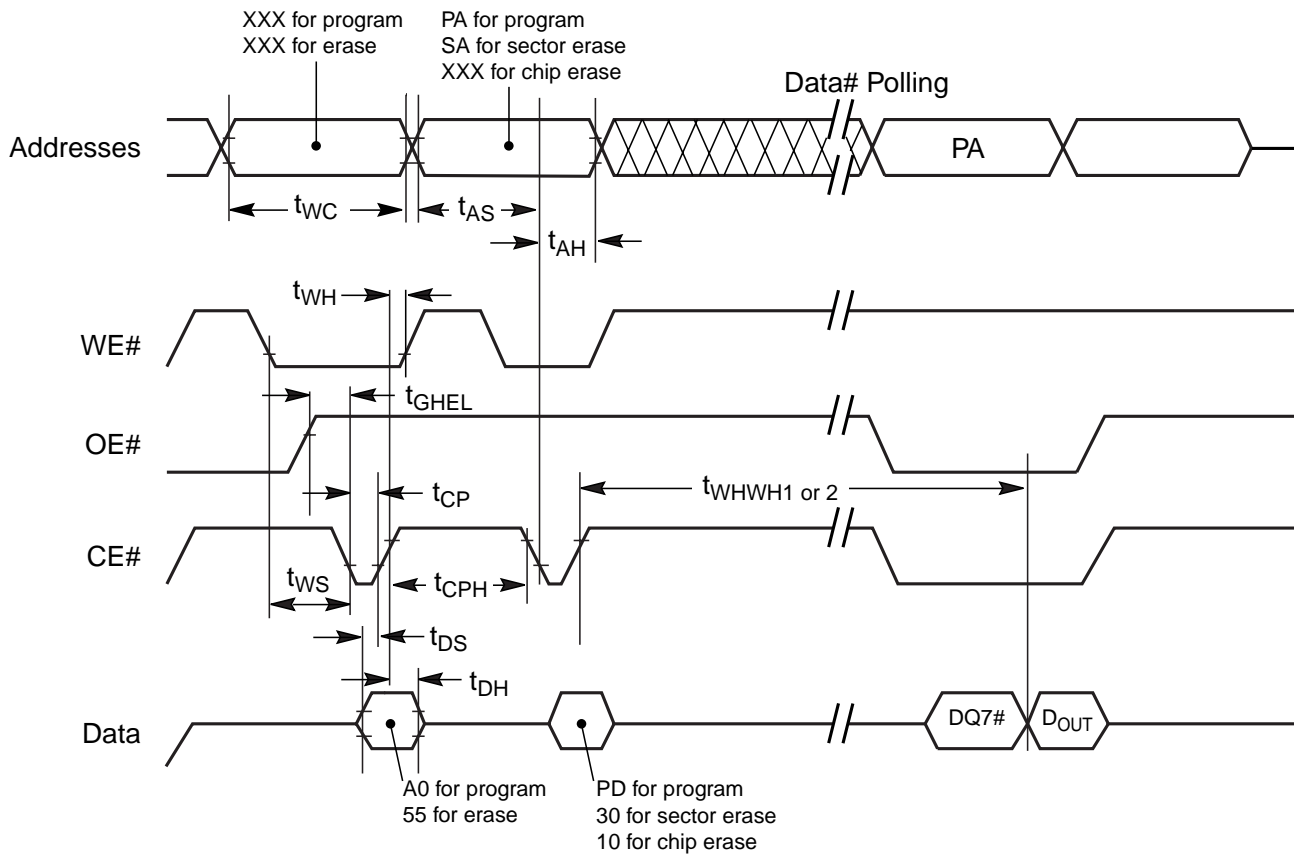 XXX for program
XXX for erase
PA for program
SA for sector erase
XXX for chip erase
Data# Polling
Addresses
PA
tWC
tAS
tAH
tWH
WE#
tGHEL
OE#
tWHWH1 or 2
tCP
CE#
tWS
tCPH
tDS
tDH
Data
DQ7#
DOUT
A0 for program
55 for erase
PD for program
30 for sector erase
10 for chip erase